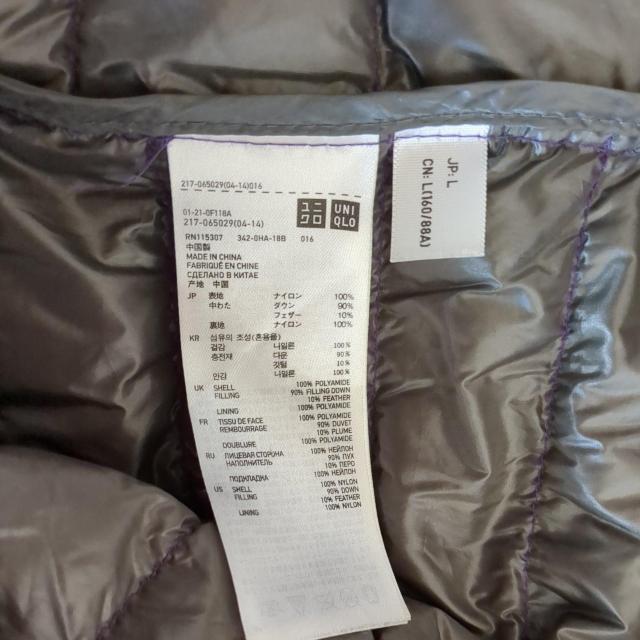 217-065029(04-14)016
01-21-0F118A
217-065029(04-14)
ユニ
クロ
UNI
QLO
RN115307 342-0HA-18B 016
中国製
MADE IN CHINA
FABRIQUÉ EN CHINE
СДЕЛАНО В КИТАЕ
产地 中国
JP 表地 ナイロン 100%
中わた ダウン 90%
フェザー 10%
裏地 ナイロン 100%
KR 섬유의 조성(혼용률)
겉감 나일론 100%
충전재 다운 90%
깃털 10%
안감 나일론 100%
UK SHELL 100% POLYAMIDE
FILLING 90% FILLING DOWN
10% FEATHER
LINING 100% POLYAMIDE
FR TISSU DE FACE 100% POLYAMIDE
REMBOURRAGE 90% DUVET
10% PLUME
DOUBLURE 100% POLYAMIDE
RU ЛИЦЕВАЯ СТОРОНА 100% НЕЙЛОН
НАПОЛНИТЕЛЬ 90% ПУХ
10% ПЕРО
ПОДКЛАДКА 100% НЕЙЛОН
US SHELL 100% NYLON
FILLING 90% DOWN
10% FEATHER
LINING 100% NYLON
JP: L
CN: L(160/88A)